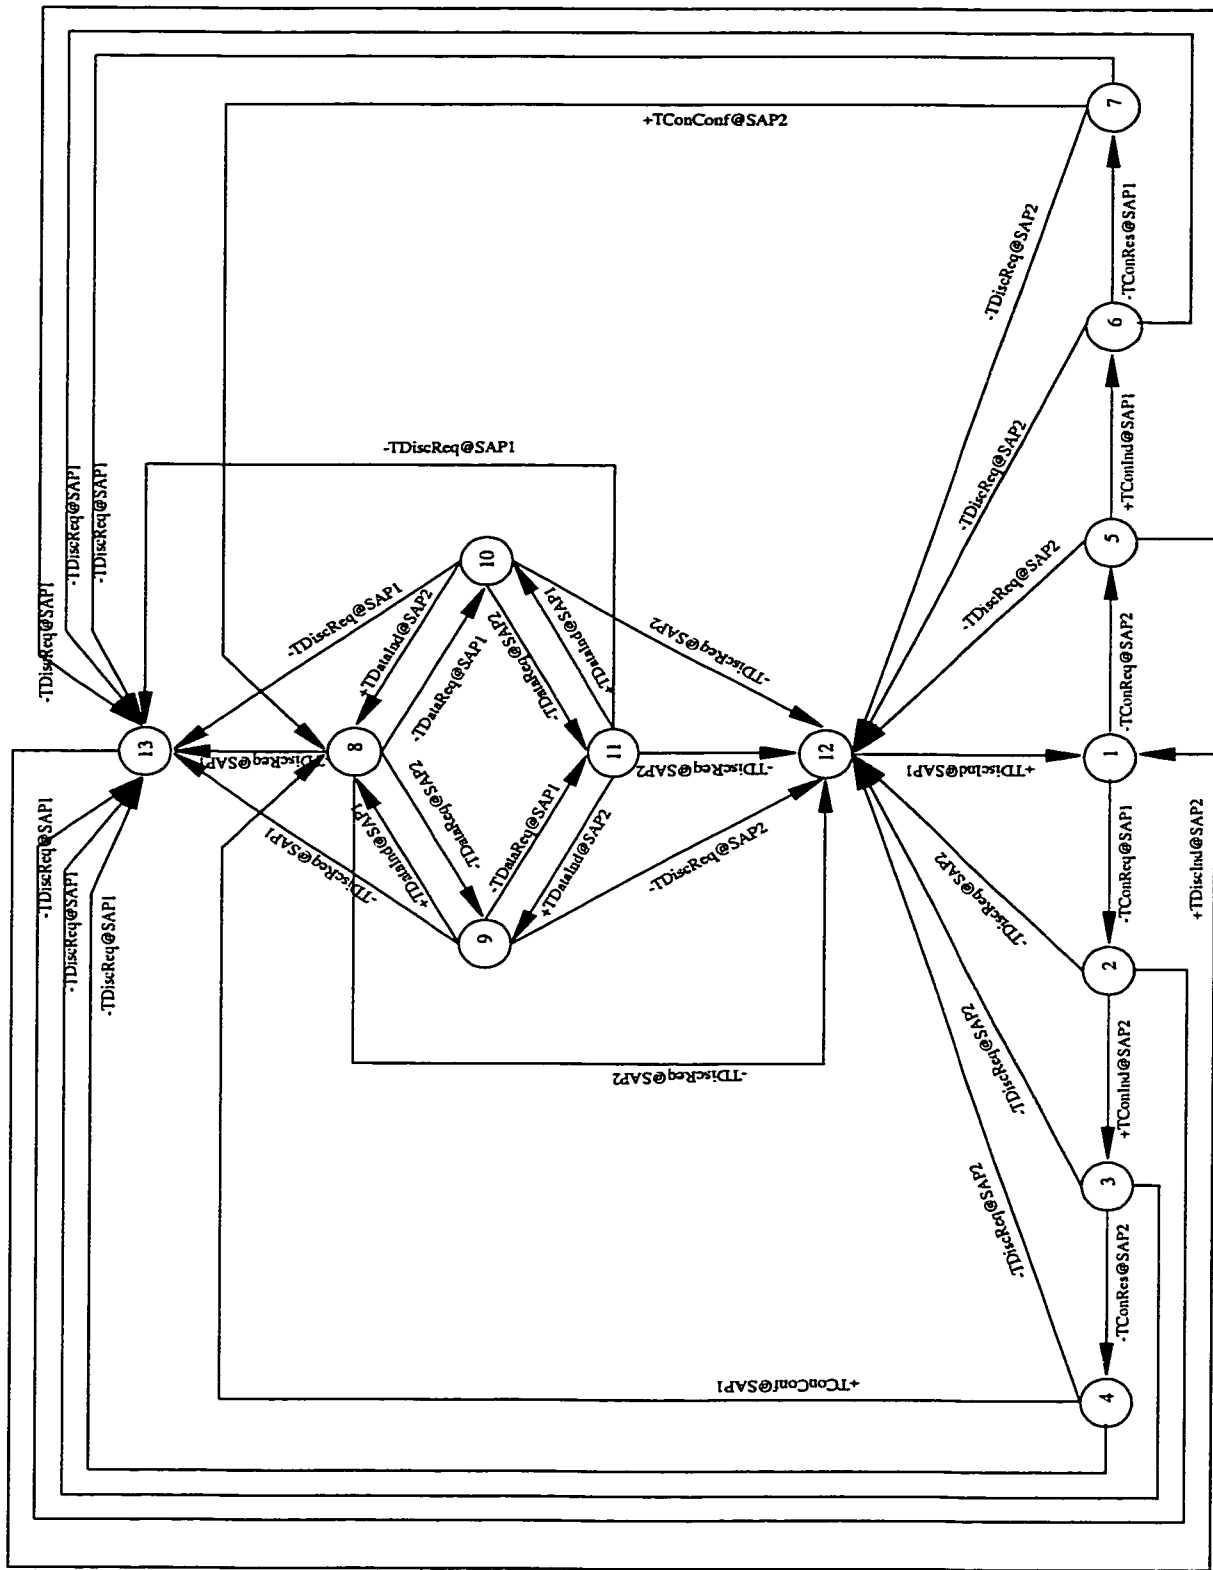 +TConConf@SAP2
7
-TDiscReq@SAP2
-TConRes@SAP1
6
-TDiscReq@SAP2
+TConInd@SAP1
5
-TDiscReq@SAP2
-TConReq@SAP2
-TDiscReq@SAP1
-TDiscReq@SAP1
-TDiscReq@SAP1
-TDiscReq@SAP1
-TDiscReq@SAP1
10
-TDiscReq@SAP1
+TDataInd@SAP2
-TDataReq@SAP1
-TDataReq@SAP2
+TDataInd@SAP1
-TDiscReq@SAP2
13
8
11
12
1
-TDiscReq@SAP1
-TDiscReq@SAP2
+TDiscInd@SAP1
-TDataReq@SAP2
+TDataInd@SAP1
-TDiscReq@SAP1
-TDataReq@SAP1
+TDataInd@SAP2
-TDiscReq@SAP2
9
-TDiscReq@SAP1
-TDiscReq@SAP1
-TDiscReq@SAP1
-TConReq@SAP1
+TDiscInd@SAP2
-TDiscReq@SAP2
2
-TDiscReq@SAP2
-TDiscReq@SAP2
+TConInd@SAP2
3
-TDiscReq@SAP2
-TConRes@SAP2
+TConConf@SAP1
4